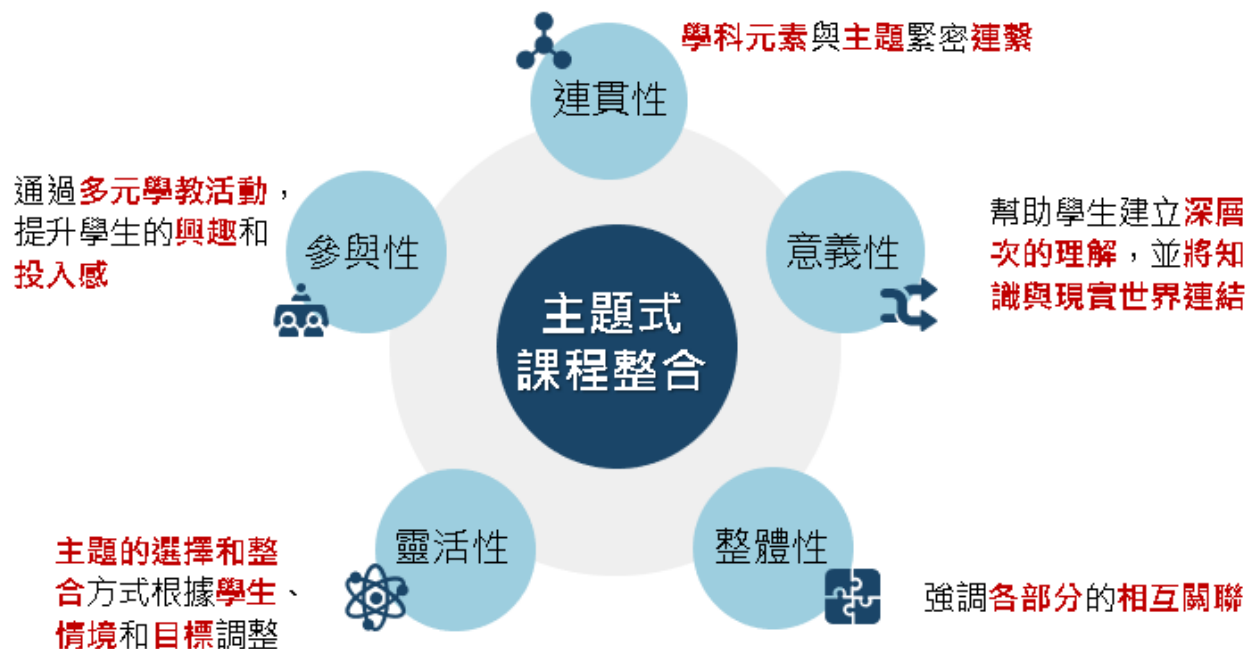 學科元素與主題緊密連繫
連貫性
通過多元學教活動，
提升學生的興趣和
投入感
參與性
意義性
幫助學生建立深層
次的理解，並將知
識與現實世界連結
主題式
課程整合
靈活性
主題的選擇和整
合方式根據學生、
情境和目標調整
整體性
強調各部分的相互關聯